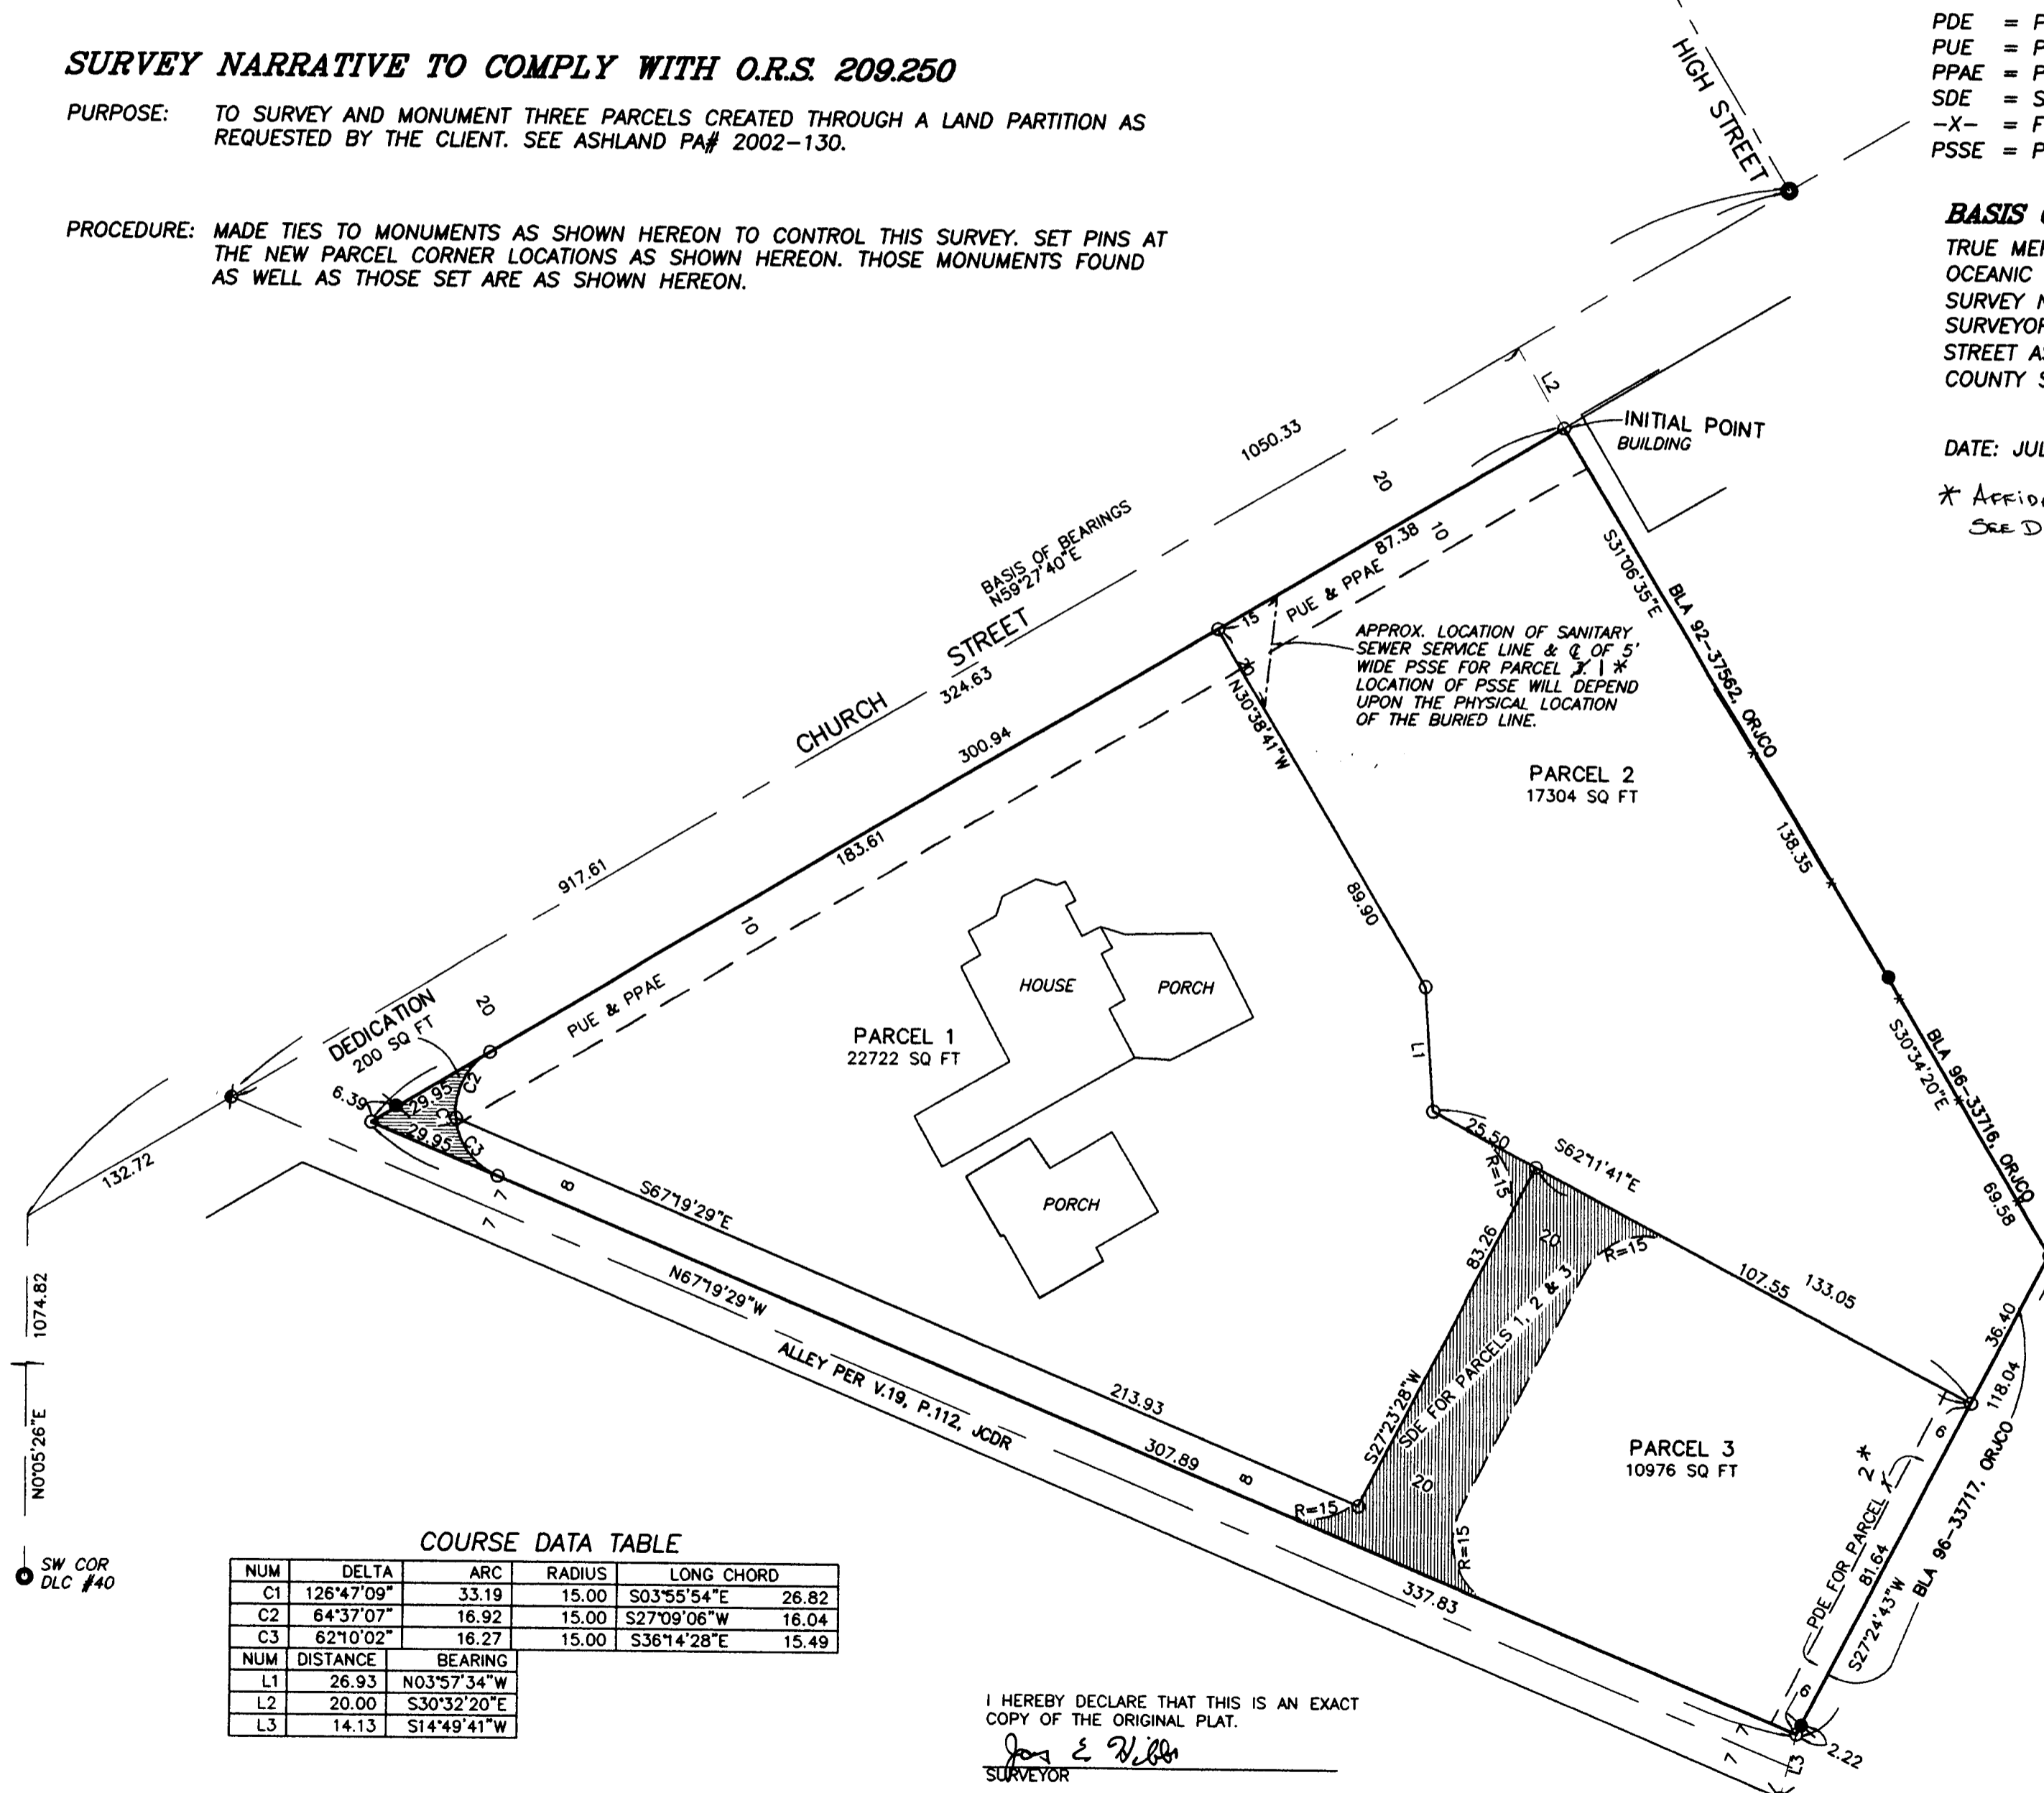 SURVEY NARRATIVE TO COMPLY WITH O.R.S. 209.250
PURPOSE: TO SURVEY AND MONUMENT THREE PARCELS CREATED THROUGH A LAND PARTITION AS
REQUESTED BY THE CLIENT. SEE ASHLAND PA# 2002-130.
PROCEDURE: MADE TIES TO MONUMENTS AS SHOWN HEREON TO CONTROL THIS SURVEY. SET PINS AT
THE NEW PARCEL CORNER LOCATIONS AS SHOWN HEREON. THOSE MONUMENTS FOUND
AS WELL AS THOSE SET ARE AS SHOWN HEREON.
PDE = P
PUE = P
PPAE = P
SDE = S
-X- = F
PSSE = P
BASIS
TRUE MER
OCEANIC
SURVEY N
SURVEYOR
STREET AS
COUNTY S
DATE: JUL
* AFFIDA
SEE D
HIGH STREET
L2
INITIAL POINT
BUILDING
1050.33
20
BASIS OF BEARINGS
N59°27'40"E
CHURCH STREET
324.63
87.38
10
PUE & PPAE
15
20
S31°06'35"E
BLA 92-37562, ORJCO
138.35
APPROX. LOCATION OF SANITARY
SEWER SERVICE LINE & ℄ OF 5'
WIDE PSSE FOR PARCEL 3. 1 *
LOCATION OF PSSE WILL DEPEND
UPON THE PHYSICAL LOCATION
OF THE BURIED LINE.
N30°38'41"W
89.90
PARCEL 2
17304 SQ FT
300.94
183.61
917.61
10
PUE & PPAE
20
DEDICATION
200 SQ FT
HOUSE
PORCH
PARCEL 1
22722 SQ FT
L1
S30°34'20"E
BLA 96-33716, ORJCO
69.58
6.39
29.95
C2
C1
29.95
C3
132.72
25.50
S62°11'41"E
R=15
PORCH
8
7
7
S67°19'29"E
N67°19'29"W
83.26
20
R=15
107.55
133.05
36.40
118.04
1074.82
N0°05'26"E
SW COR
DLC #40
ALLEY PER V.19, P.112, JCDR
213.93
307.89
8
S27°23'28"W
SDE FOR PARCELS 1, 2 & 3
20
R=15
R=15
337.83
PARCEL 3
10976 SQ FT
6
PDE FOR PARCEL 1 2 *
81.64
S27°24'43"W
BLA 96-33717, ORJCO
6
7
7
L3
2.22
COURSE DATA TABLE
NUM DELTA ARC RADIUS LONG CHORD
C1 126°47'09" 33.19 15.00 S03°55'54"E 26.82
C2 64°37'07" 16.92 15.00 S27°09'06"W 16.04
C3 62°10'02" 16.27 15.00 S36°14'28"E 15.49
NUM DISTANCE BEARING
L1 26.93 N03°57'34"W
L2 20.00 S30°32'20"E
L3 14.13 S14°49'41"W
I HEREBY DECLARE THAT THIS IS AN EXACT
COPY OF THE ORIGINAL PLAT.
SURVEYOR